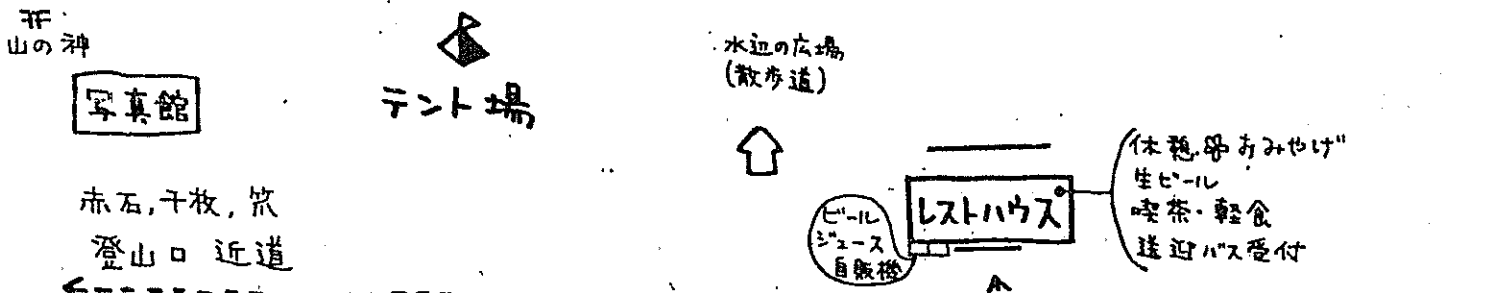 山の神
写真館
テント場
水辺の広場
(散歩道)
赤石,千枚,笊
登山口 近道
ビール
ジュース
自販機
レストハウス
休憩.おみやげ
生ビール
喫茶・軽食
送迎バス受付